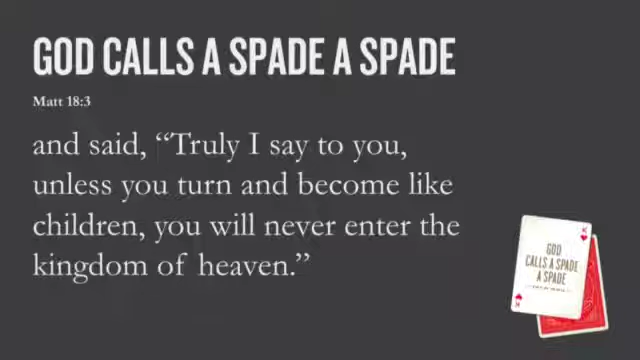 GOD CALLS A SPADE A SPADE
Matt 18:3
and said, “Truly I say to you,
unless you turn and become like
children, you will never enter the
kingdom of heaven.”
K
GOD
CALLS A SPADE
A SPADE
K